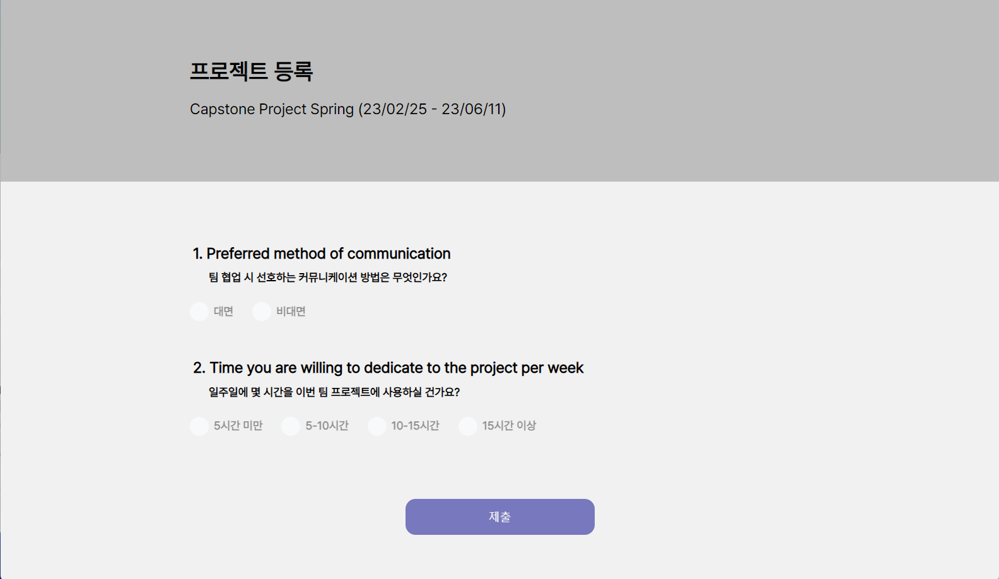 프로젝트 등록
Capstone Project Spring (23/02/25 - 23/06/11)
1. Preferred method of communication
팀 협업 시 선호하는 커뮤니케이션 방법은 무엇인가요?
대면 비대면
2. Time you are willing to dedicate to the project per week
일주일에 몇 시간을 이번 팀 프로젝트에 사용하실 건가요?
5시간 미만 5-10시간 10-15시간 15시간 이상
제출